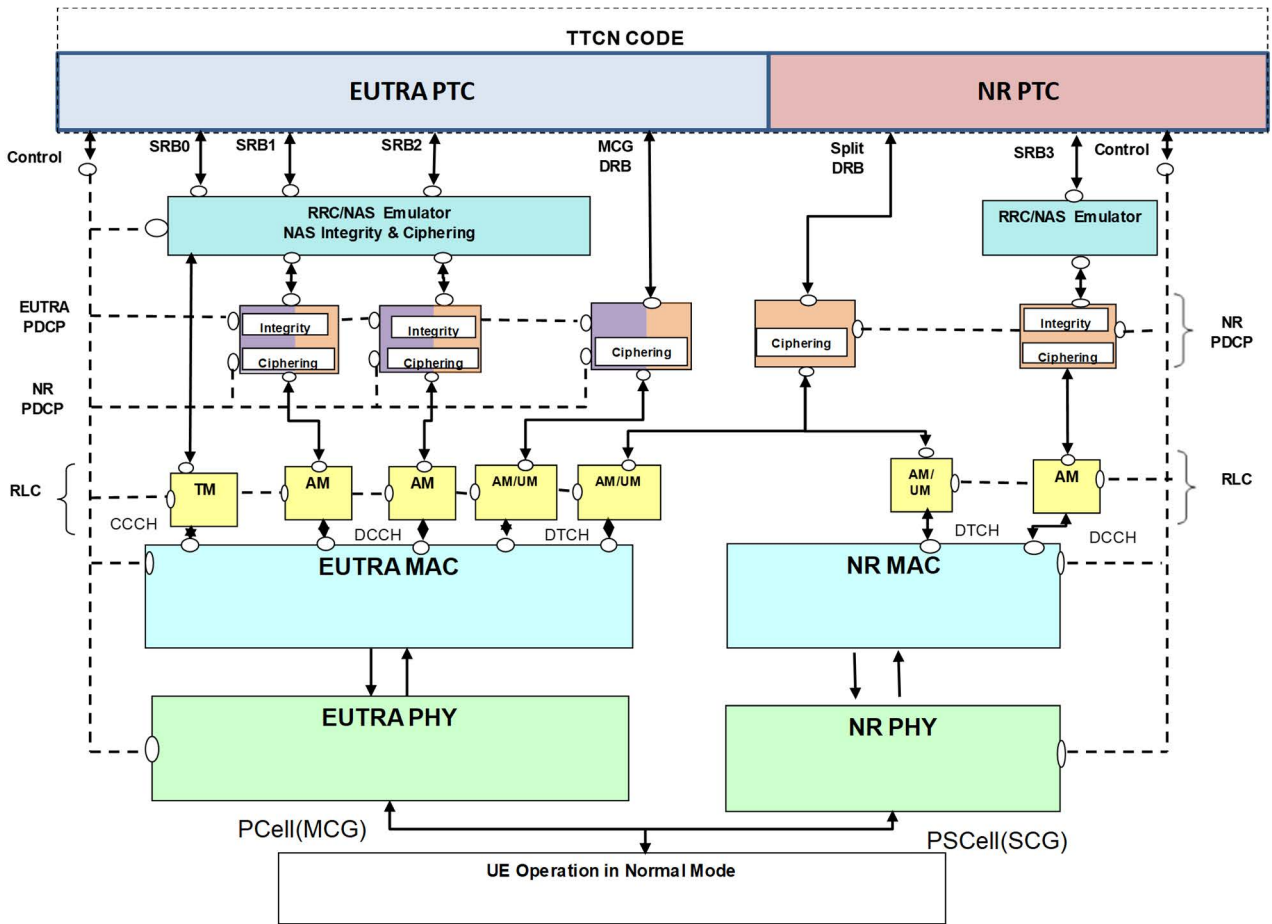 TTCN CODE
EUTRA PTC
NR PTC
Control
SRB0
SRB1
SRB2
MCG
DRB
Split
DRB
SRB3
Control
RRC/NAS Emulator
NAS Integrity & Ciphering
RRC/NAS Emulator
EUTRA
PDCP
Integrity
Ciphering
Integrity
Ciphering
Ciphering
Ciphering
Integrity
Ciphering
NR
PDCP
NR
PDCP
RLC
TM
AM
AM
AM/UM
AM/UM
AM/
UM
AM
RLC
CCCH
DCCH
DTCH
DTCH
DCCH
EUTRA MAC
NR MAC
EUTRA PHY
NR PHY
PCell(MCG)
PSCell(SCG)
UE Operation in Normal Mode